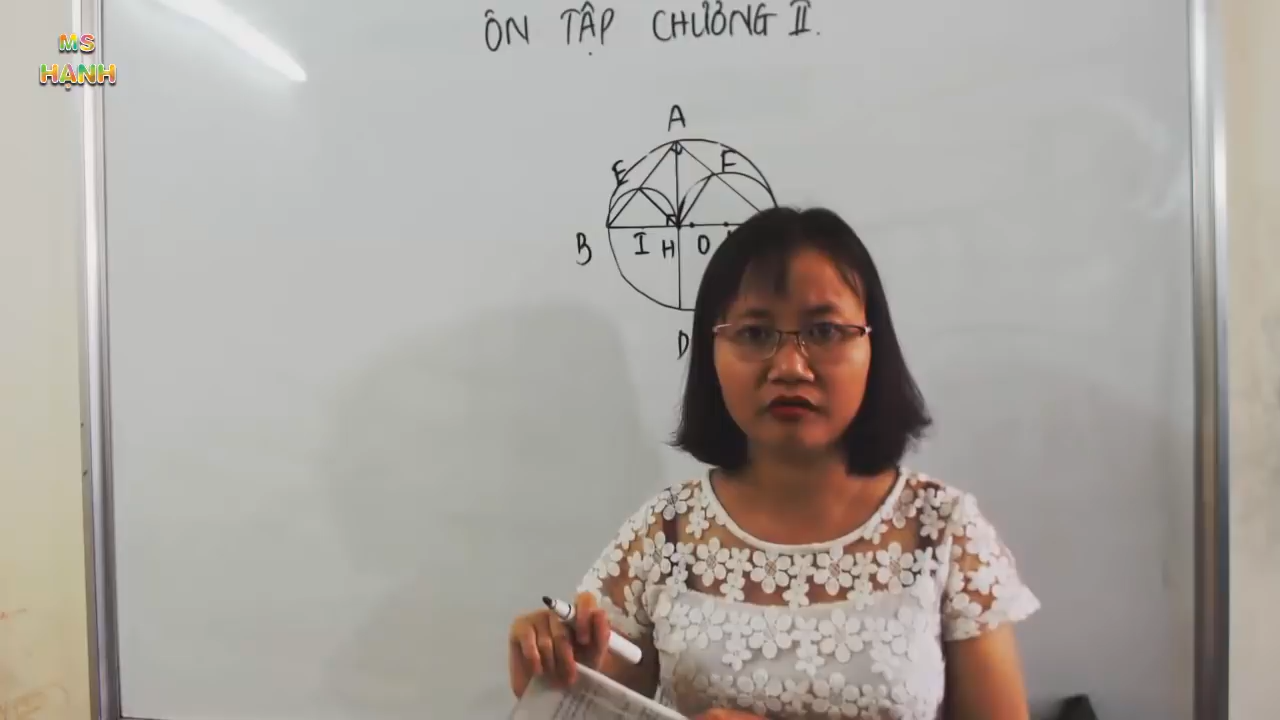 MS
HẠNH
ÔN TẬP CHƯƠNG II.
A
E F
B I H O
D